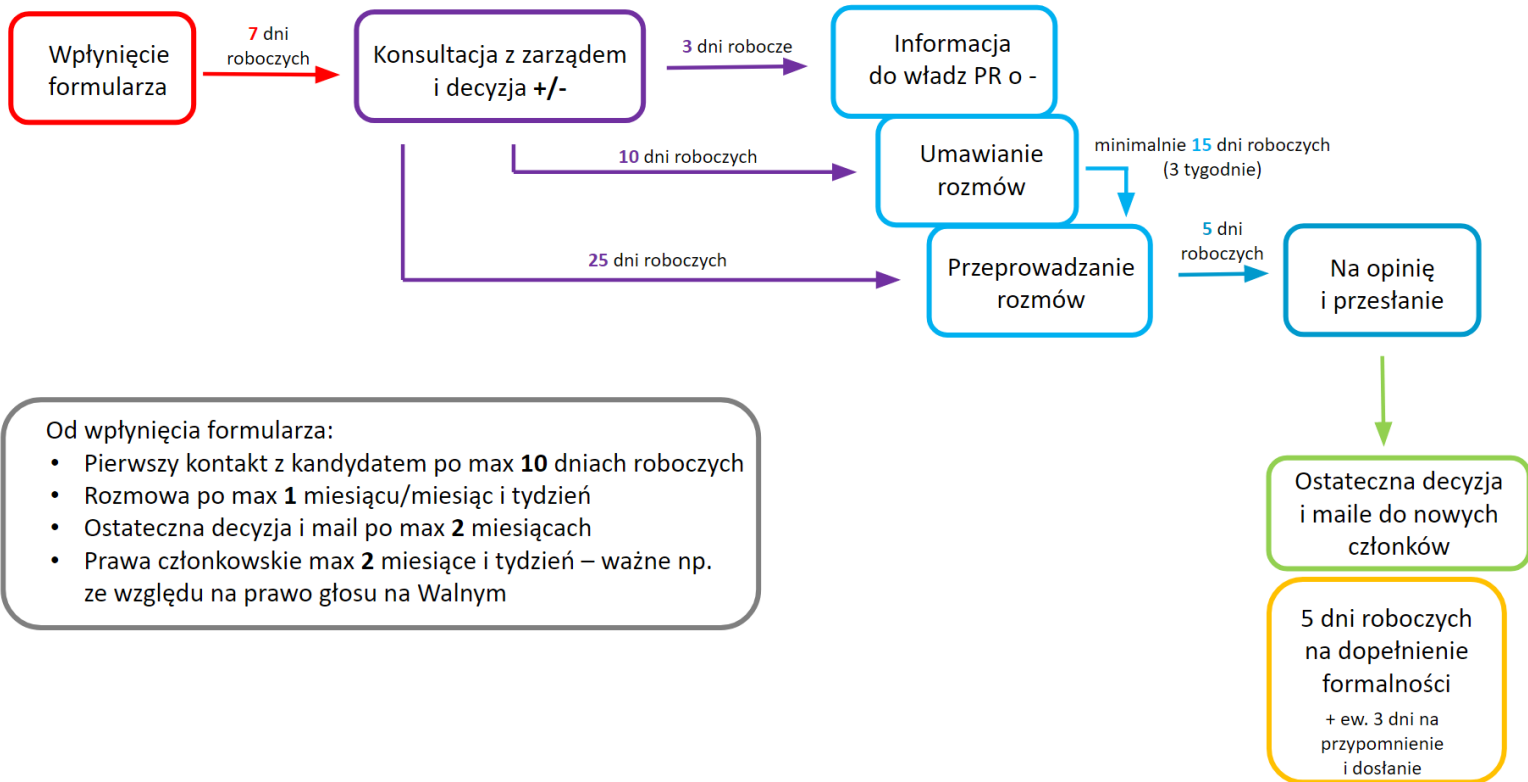 Wpłynięcie
formularza
7 dni
roboczych
Konsultacja z zarządem
i decyzja +/-
3 dni robocze
Informacja
do władz PR o -
10 dni roboczych
Umawianie
rozmów
minimalnie 15 dni roboczych
(3 tygodnie)
25 dni roboczych
Przeprowadzanie
rozmów
5 dni
roboczych
Na opinię
i przesłanie
Od wpłynięcia formularza:
• Pierwszy kontakt z kandydatem po max 10 dniach roboczych
• Rozmowa po max 1 miesiącu/miesiąc i tydzień
• Ostateczna decyzja i mail po max 2 miesiącach
• Prawa członkowskie max 2 miesiące i tydzień – ważne np.
ze względu na prawo głosu na Walnym
Ostateczna decyzja
i maile do nowych
członków
5 dni roboczych
na dopełnienie
formalności
+ ew. 3 dni na
przypomnienie
i dosłanie